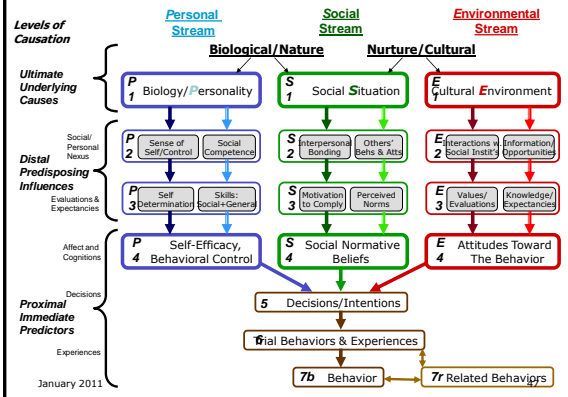 Levels of
Causation
Personal
Stream
Social
Stream
Environmental
Stream
Biological/Nature
Nurture/Cultural
Ultimate
Underlying
Causes
P
1
Biology/Personality
S
1
Social Situation
E
1
Cultural Environment
Social/
Personal
Nexus
P
2
Sense of
Self/Control
Social
Competence
S
2
Interpersonal
Bonding
Others'
Behs & Atts
E
2
Interactions w.
Social Instit's
Information/
Opportunities
Distal
Predisposing
Influences
Evaluations &
Expectancies
P
3
Self
Determination
Skills:
Social+General
S
3
Motivation
to Comply
Perceived
Norms
E
3
Values/
Evaluations
Knowledge/
Expectancies
Affect and
Cognitions
P
4
Self-Efficacy,
Behavioral Control
S
4
Social Normative
Beliefs
E
4
Attitudes Toward
The Behavior
Decisions
5 Decisions/Intentions
Proximal
Immediate
Predictors
6 Trial Behaviors & Experiences
Experiences
7b Behavior
7r Related Behaviors
January 2011
47